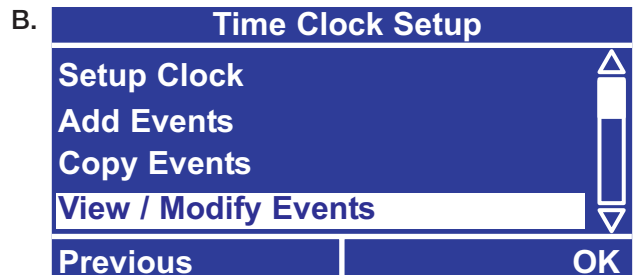 B. Time Clock Setup
Setup Clock
Add Events
Copy Events
View / Modify Events
Previous OK